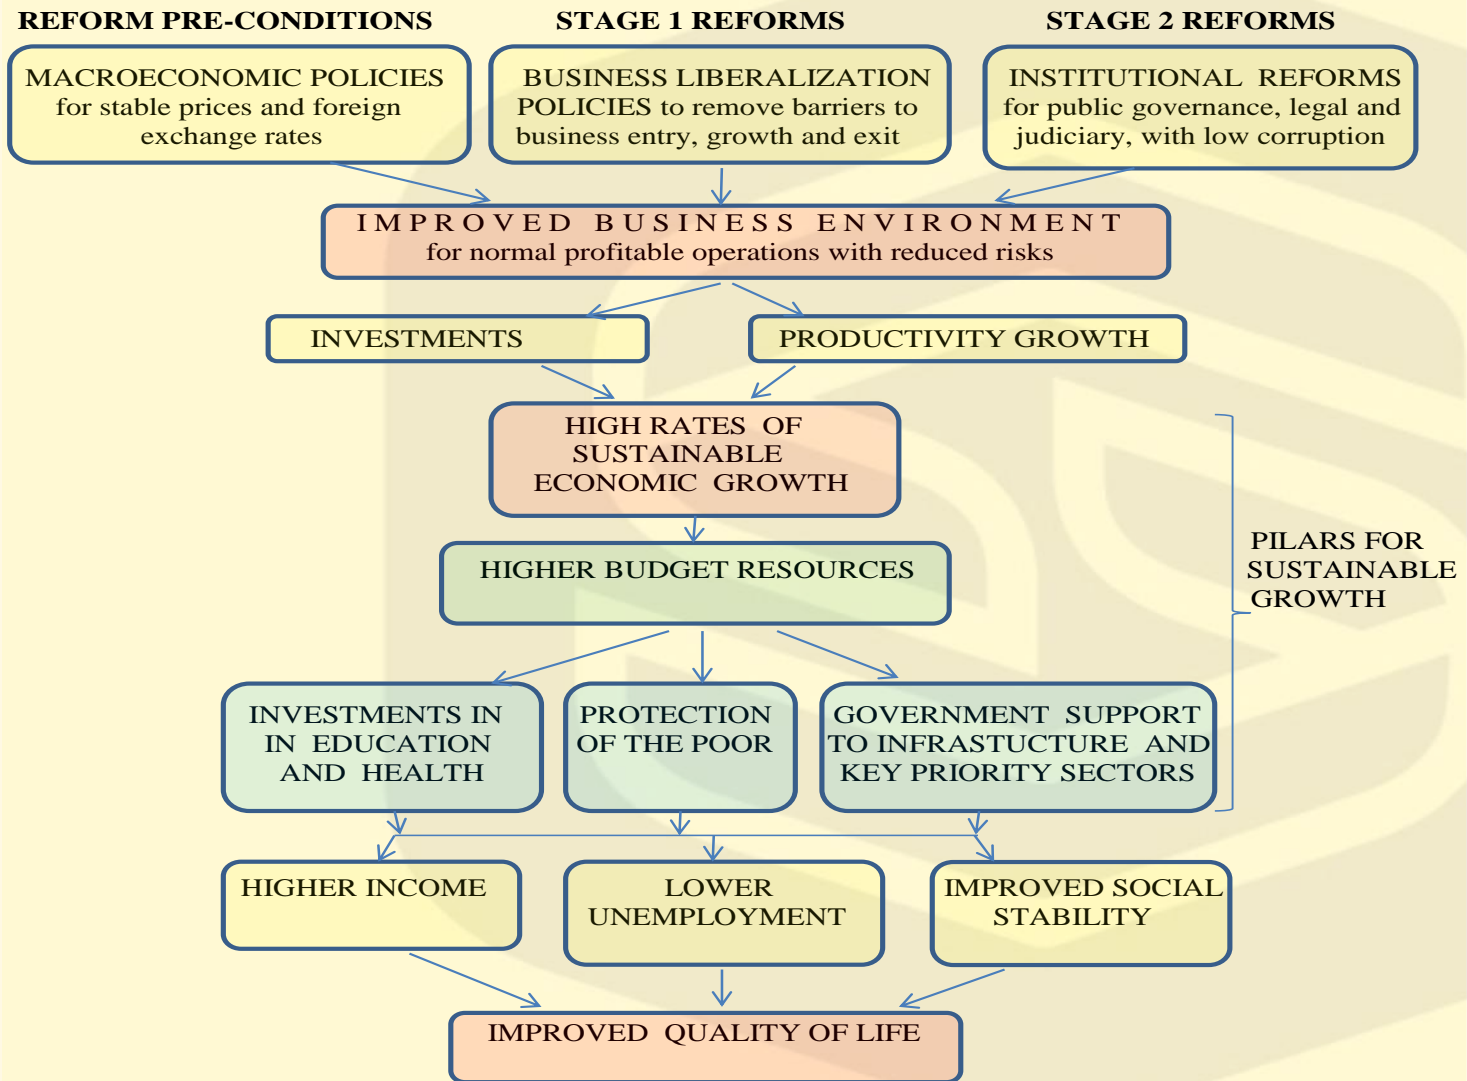 REFORM PRE-CONDITIONS
STAGE 1 REFORMS
STAGE 2 REFORMS
MACROECONOMIC POLICIES
for stable prices and foreign
exchange rates
BUSINESS LIBERALIZATION
POLICIES to remove barriers to
business entry, growth and exit
INSTITUTIONAL REFORMS
for public governance, legal and
judiciary, with low corruption
IMPROVED BUSINESS ENVIRONMENT
for normal profitable operations with reduced risks
INVESTMENTS
PRODUCTIVITY GROWTH
HIGH RATES OF
SUSTAINABLE
ECONOMIC GROWTH
HIGHER BUDGET RESOURCES
PILARS FOR
SUSTAINABLE
GROWTH
INVESTMENTS IN
IN EDUCATION
AND HEALTH
PROTECTION
OF THE POOR
GOVERNMENT SUPPORT
TO INFRASTUCTURE AND
KEY PRIORITY SECTORS
HIGHER INCOME
LOWER
UNEMPLOYMENT
IMPROVED SOCIAL
STABILITY
IMPROVED QUALITY OF LIFE